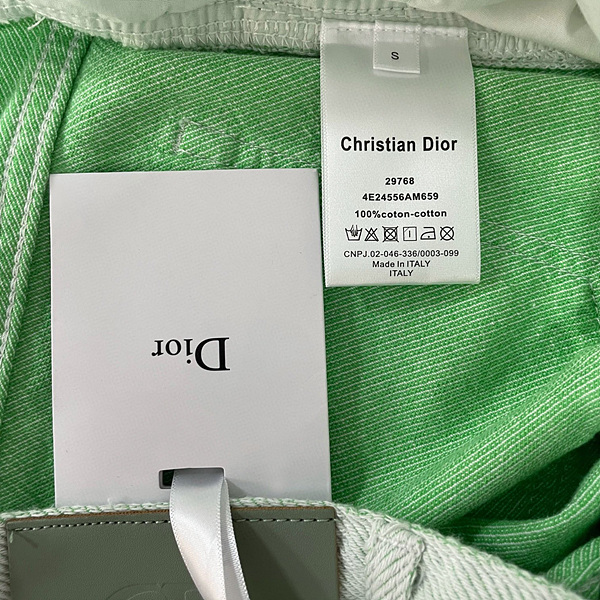 S
Christian Dior
29768
4E24556AM659
100%coton-cotton
CNPJ.02-046-336/0003-099
Made In ITALY
ITALY
Dior